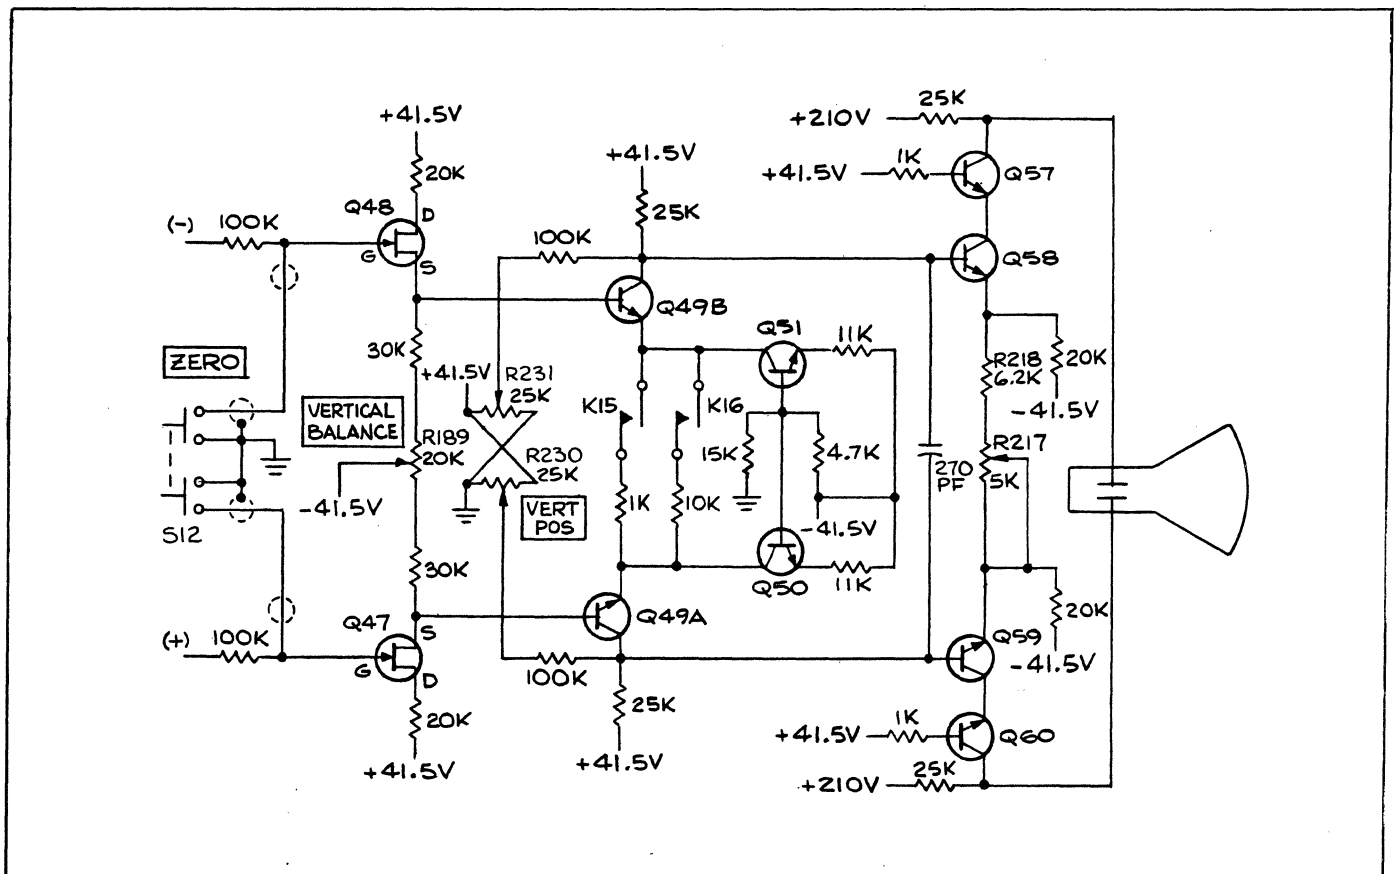 +41.5V
20K
Q48
D
G
S
(-)
100K
+41.5V
25K
100K
Q49B
+210V
25K
+41.5V
1K
Q57
Q58
30K
ZERO
+41.5V
R231
25K
VERTICAL
BALANCE
R189
20K
-41.5V
R230
25K
VERT
POS
K15
K16
1K
10K
Q51
11K
15K
4.7K
-41.5V
Q50
11K
270
PF
R218
6.2K
20K
-41.5V
R217
5K
S12
30K
Q47
S
G
D
(+)
100K
20K
+41.5V
Q49A
100K
25K
+41.5V
Q59
20K
-41.5V
+41.5V
1K
Q60
+210V
25K